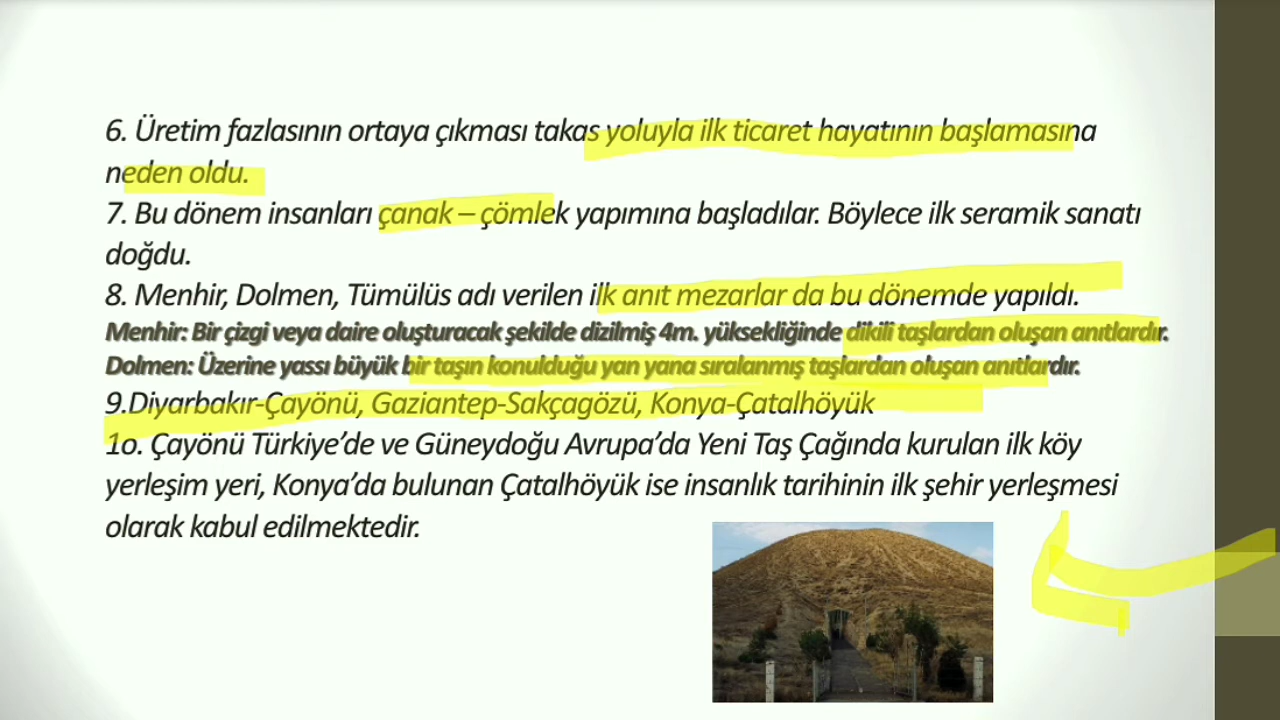 6. Üretim fazlasının ortaya çıkması takas yoluyla ilk ticaret hayatının başlamasına
neden oldu.
7. Bu dönem insanları çanak – çömlek yapımına başladılar. Böylece ilk seramik sanatı
doğdu.
8. Menhir, Dolmen, Tümülüs adı verilen ilk anıt mezarlar da bu dönemde yapıldı.
Menhir: Bir çizgi veya daire oluşturacak şekilde dizilmiş 4m. yüksekliğinde dikili taşlardan oluşan anıtlardır.
Dolmen: Üzerine yassı büyük bir taşın konulduğu yan yana sıralanmış taşlardan oluşan anıtlardır.
9.Diyarbakır-Çayönü, Gaziantep-Sakçagözü, Konya-Çatalhöyük
1o. Çayönü Türkiye’de ve Güneydoğu Avrupa’da Yeni Taş Çağında kurulan ilk köy
yerleşim yeri, Konya’da bulunan Çatalhöyük ise insanlık tarihinin ilk şehir yerleşmesi
olarak kabul edilmektedir.